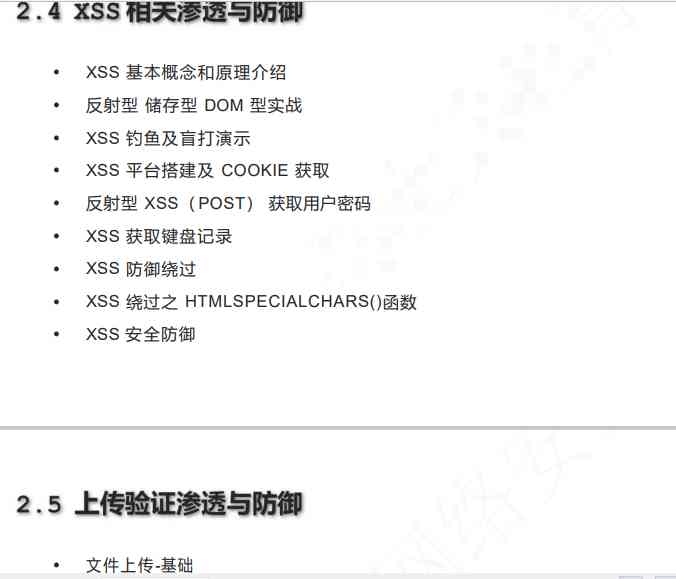 2.4 XSS 相关渗透与防御
• XSS 基本概念和原理介绍
• 反射型 储存型 DOM 型实战
• XSS 钓鱼及盲打演示
• XSS 平台搭建及 COOKIE 获取
• 反射型 XSS（POST） 获取用户密码
• XSS 获取键盘记录
• XSS 防御绕过
• XSS 绕过之 HTMLSPECIALCHARS()函数
• XSS 安全防御
2.5 上传验证渗透与防御
• 文件上传-基础